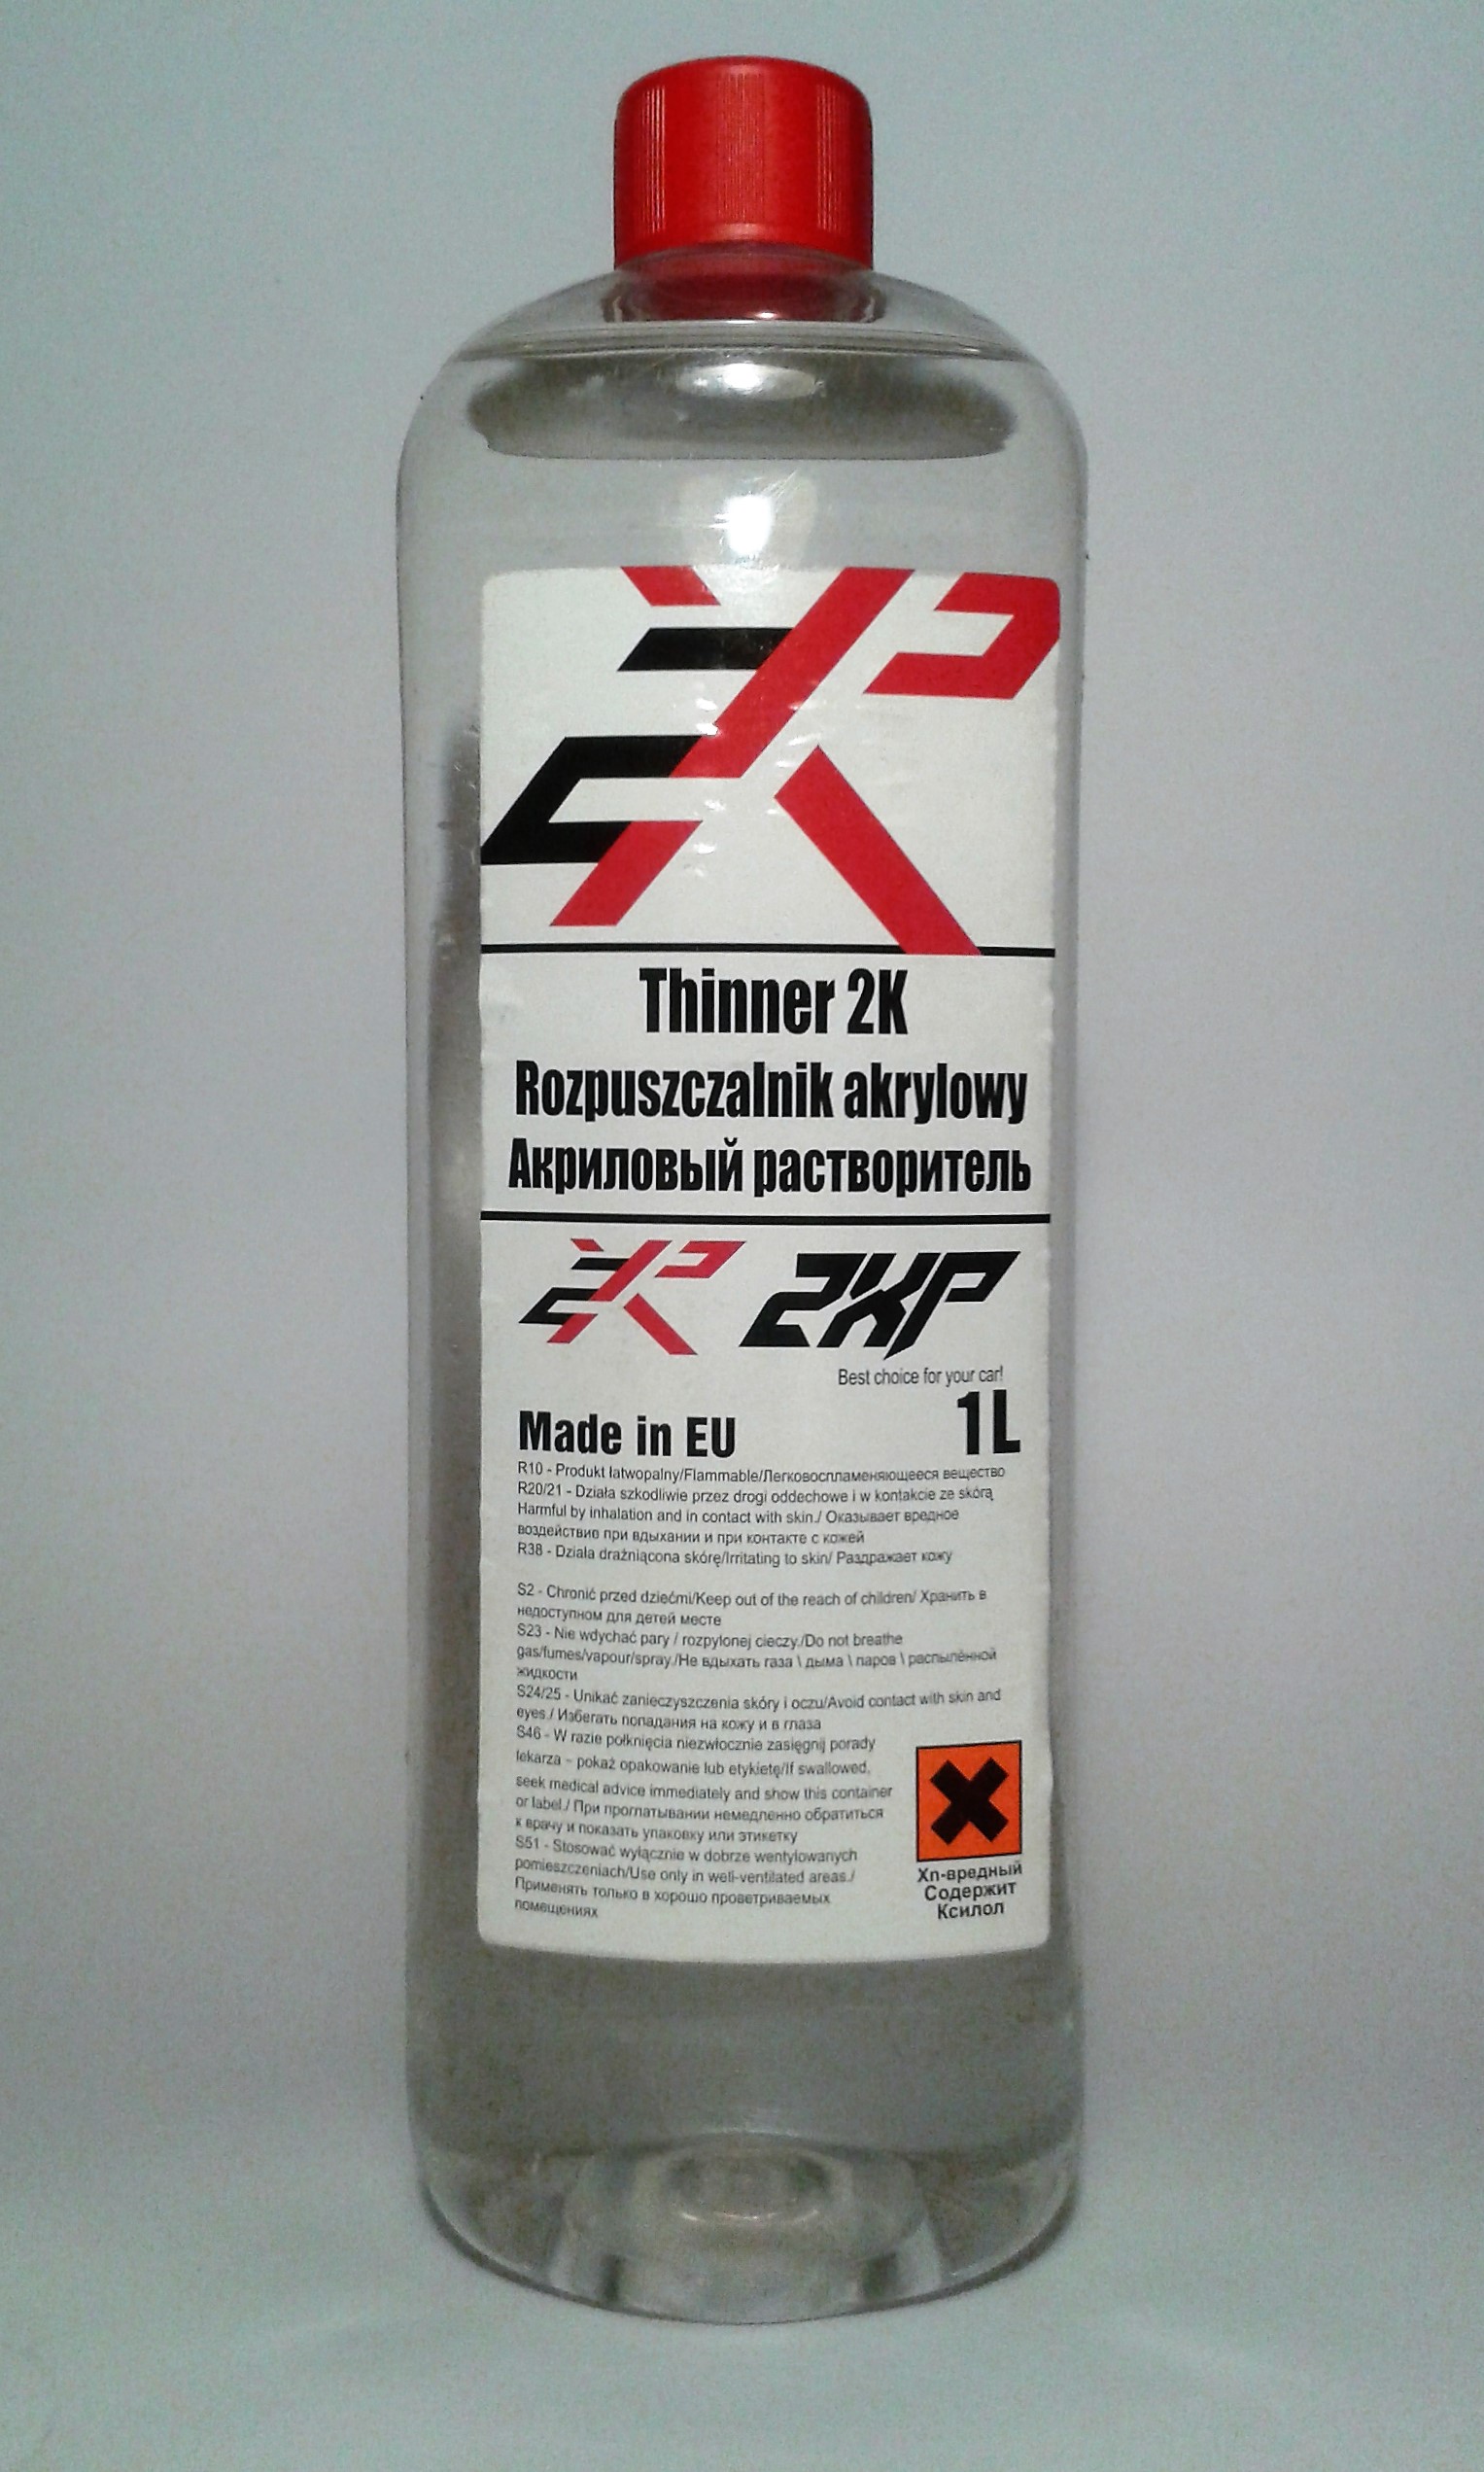 2XP
Thinner 2K
Rozpuszczalnik akrylowy
Акриловый растворитель
2XP 2XP
Best choice for your car!
Made in EU 1L
R10 - Produkt łatwopalny/Flammable/Легковоспламеняющееся вещество
R20/21 - Działa szkodliwie przez drogi oddechowe i w kontakcie ze skórą
Harmful by inhalation and in contact with skin./ Оказывает вредное
воздействие при вдыхании и при контакте с кожей
R38 - Działa drażniącona skórę/Irritating to skin/ Раздражает кожу
S2 - Chronić przed dziećmi/Keep out of the reach of children/ Хранить в
недоступном для детей месте
S23 - Nie wdychać pary / rozpylonej cieczy./Do not breathe
gas/fumes/vapour/spray./Не вдыхать газа \ дыма \ паров \ распылённой
жидкости
S24/25 - Unikać zanieczyszczenia skóry i oczu/Avoid contact with skin and
eyes./ Избегать попадания на кожу и в глаза
S46 - W razie połknięcia niezwłocznie zasięgnij porady
lekarza – pokaż opakowanie lub etykietę/If swallowed,
seek medical advice immediately and show this container
or label./ При проглатывании немедленно обратиться
к врачу и показать упаковку или этикетку
S51 - Stosować wyłącznie w dobrze wentylowanych
pomieszczeniach/Use only in well-ventilated areas./
Применять только в хорошо проветриваемых
помещениях
Xn-вредный
Содержит
Ксилол